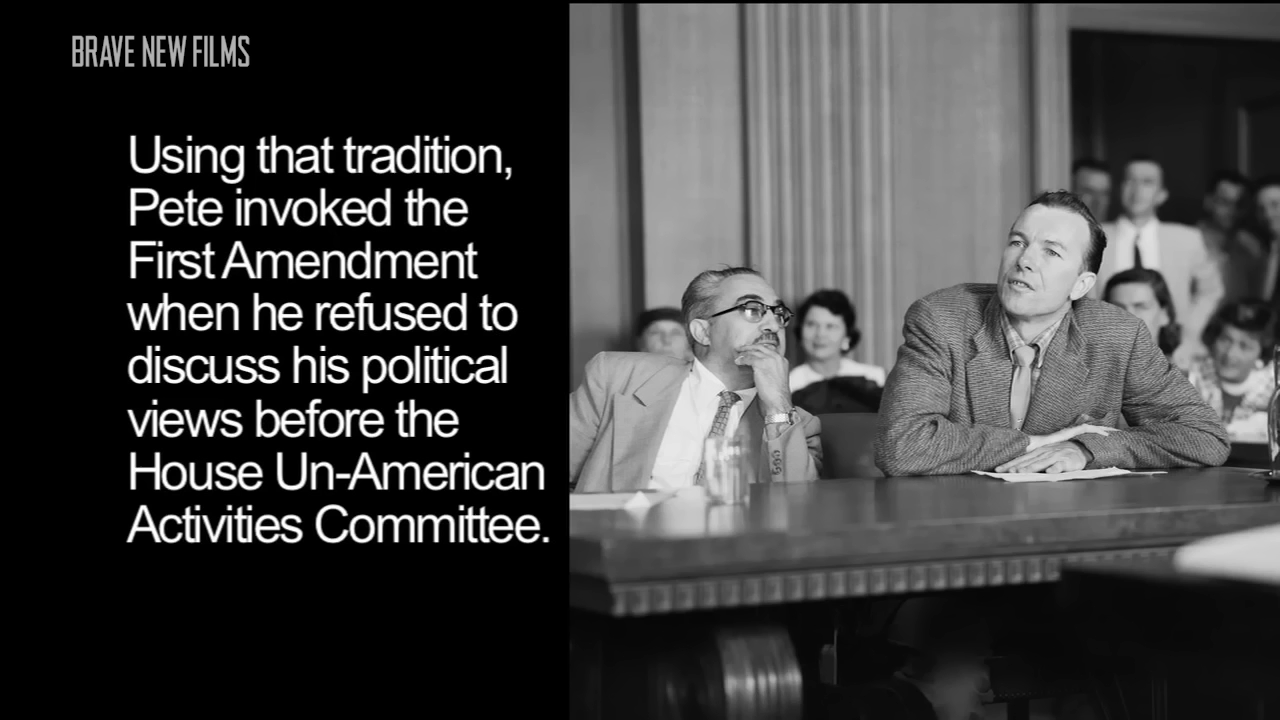 BRAVE NEW FILMS
Using that tradition,
Pete invoked the
First Amendment
when he refused to
discuss his political
views before the
House Un-American
Activities Committee.